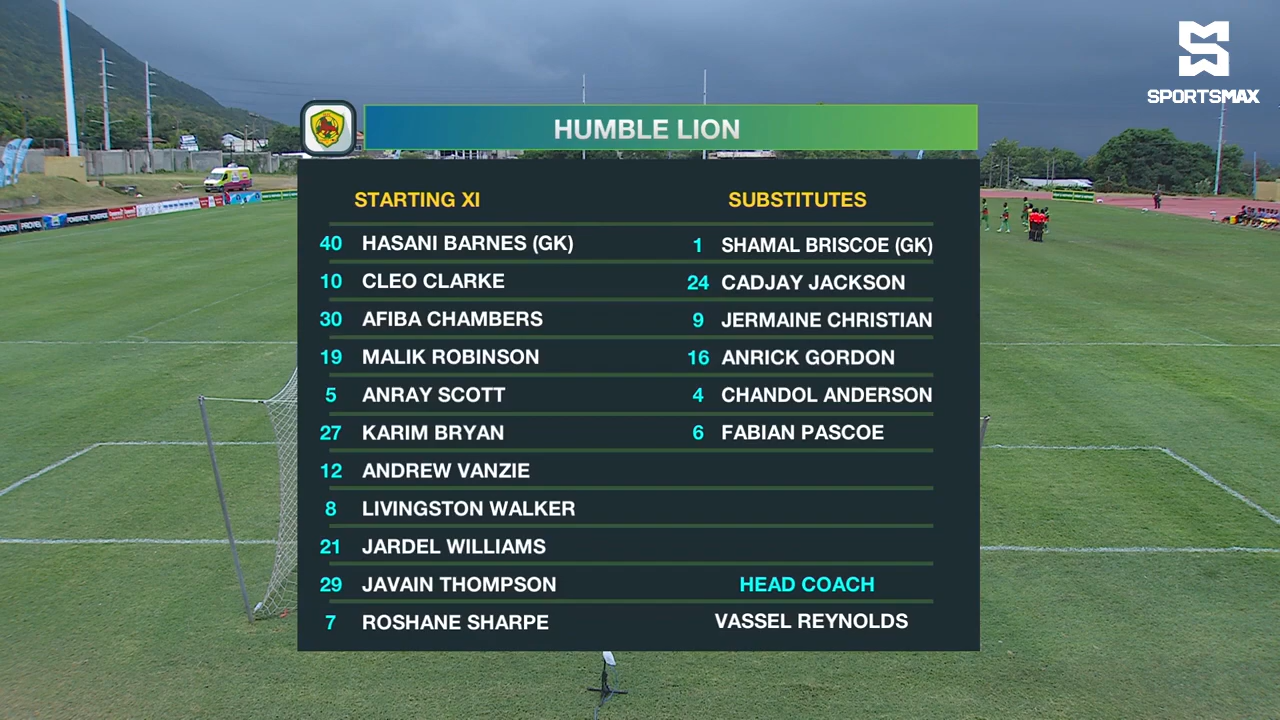 SPORTSMAX
HUMBLE LION
STARTING XI
40 HASANI BARNES (GK)
10 CLEO CLARKE
30 AFIBA CHAMBERS
19 MALIK ROBINSON
5 ANRAY SCOTT
27 KARIM BRYAN
12 ANDREW VANZIE
8 LIVINGSTON WALKER
21 JARDEL WILLIAMS
29 JAVAIN THOMPSON
7 ROSHANE SHARPE
SUBSTITUTES
1 SHAMAL BRISCOE (GK)
24 CADJAY JACKSON
9 JERMAINE CHRISTIAN
16 ANRICK GORDON
4 CHANDOL ANDERSON
6 FABIAN PASCOE
HEAD COACH
VASSEL REYNOLDS